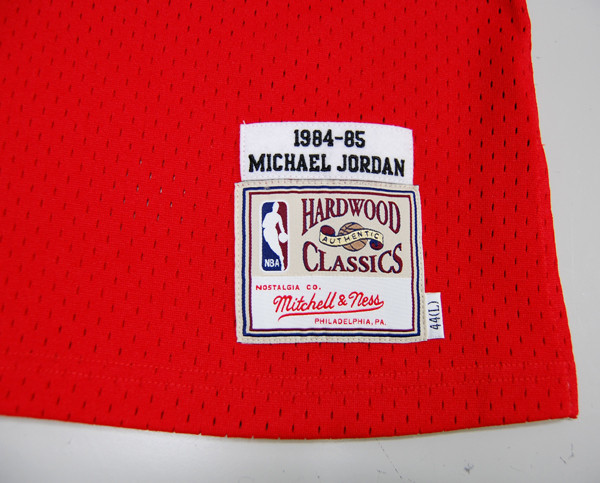 1984-85
MICHAEL JORDAN
NBA
HARDWOOD
AUTHENTIC
CLASSICS
NOSTALGIA CO.
Mitchell & Ness
PHILADELPHIA, PA.
44(L)